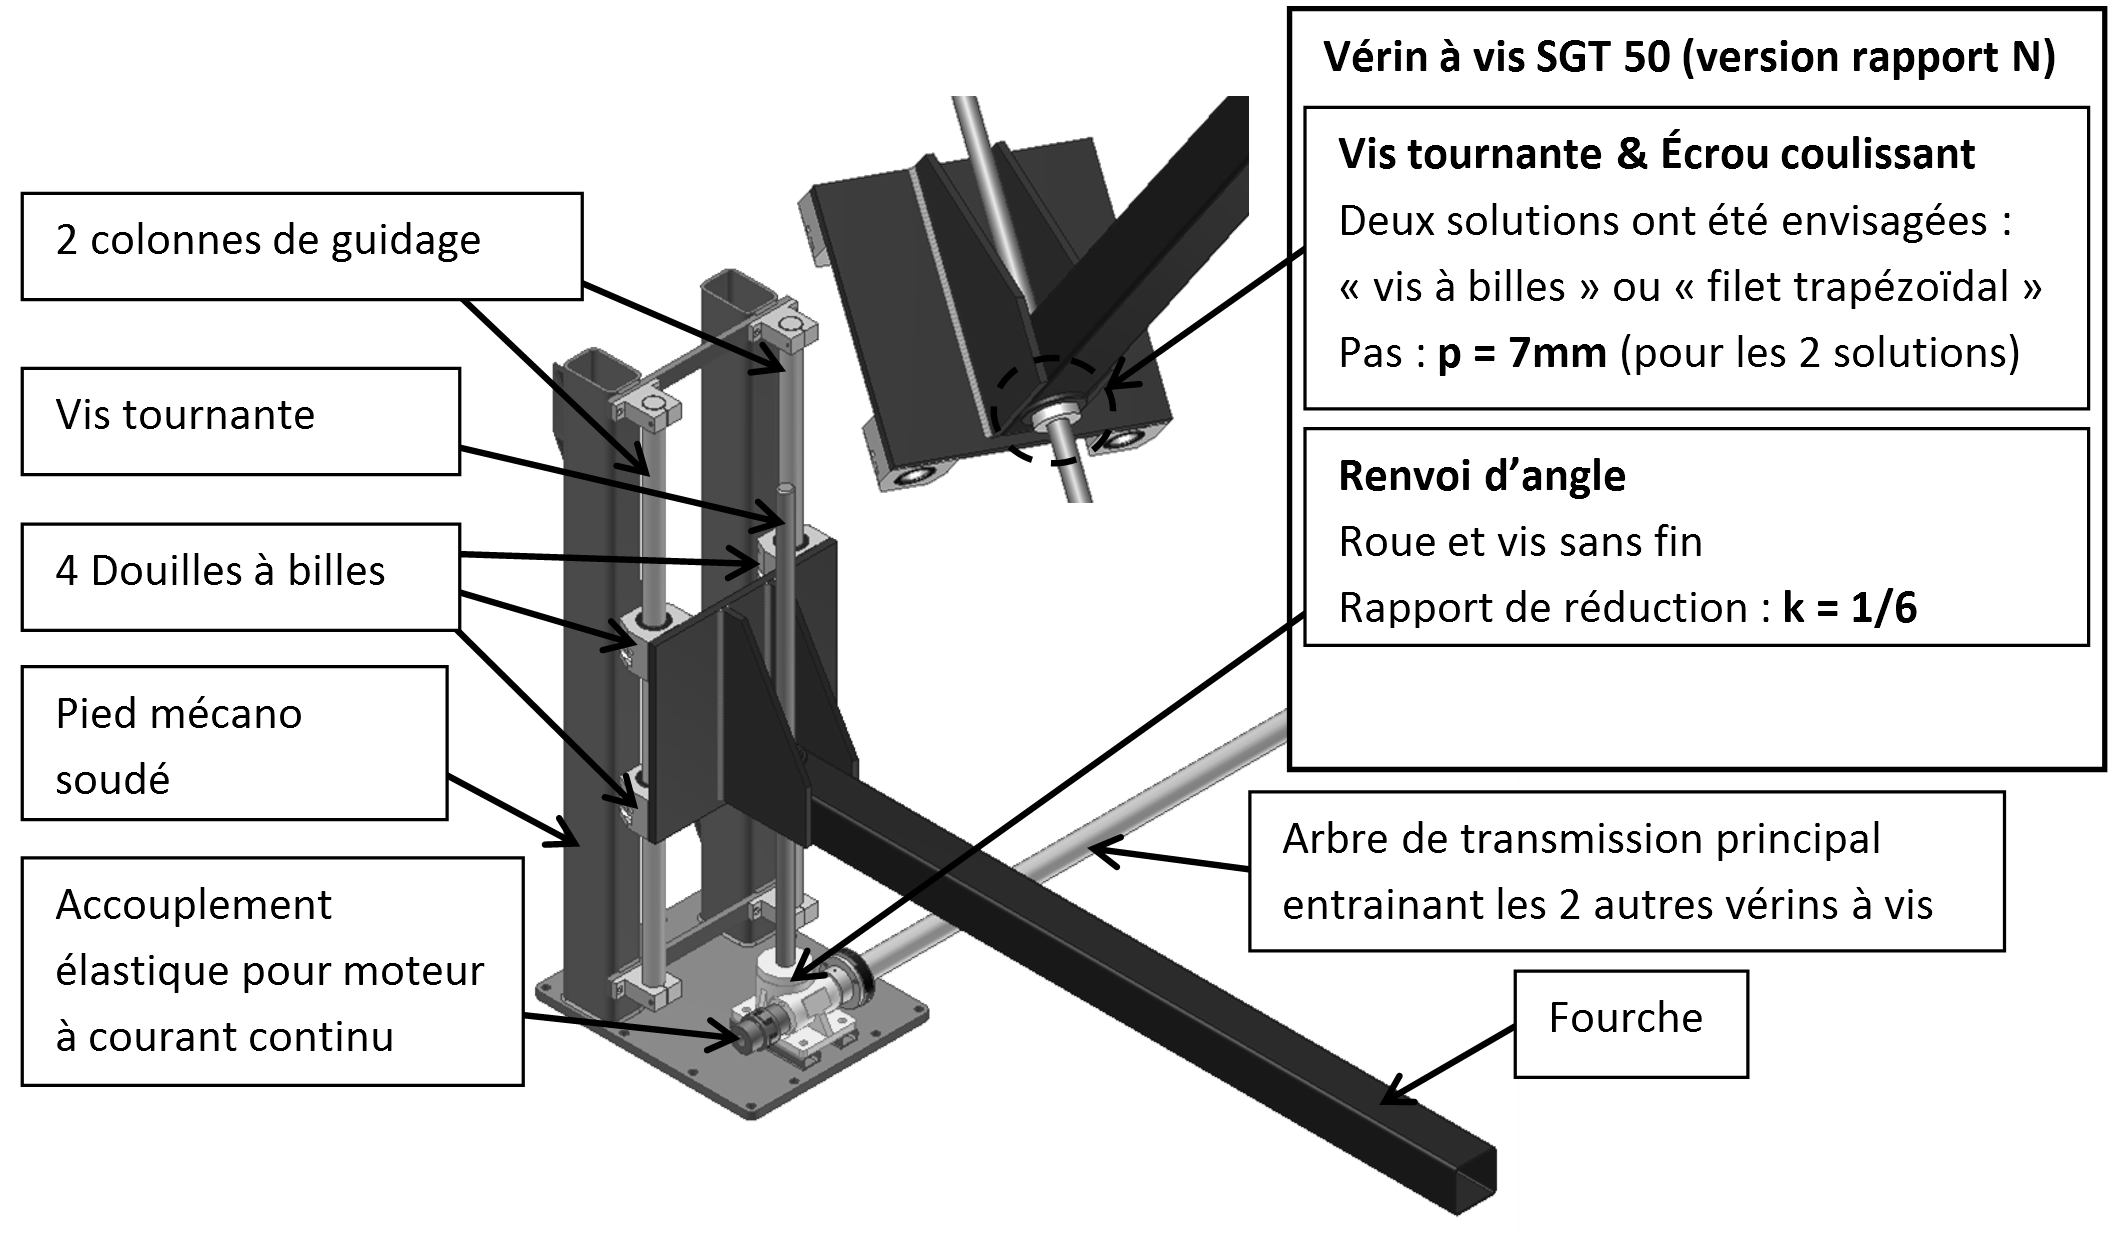 Vérin à vis SGT 50 (version rapport N)
Vis tournante & Écrou coulissant
Deux solutions ont été envisagées :
« vis à billes » ou « filet trapézoïdal »
Pas : p = 7mm (pour les 2 solutions)
Renvoi d’angle
Roue et vis sans fin
Rapport de réduction : k = 1/6
2 colonnes de guidage
Vis tournante
4 Douilles à billes
Pied mécano
soudé
Accouplement
élastique pour moteur
à courant continu
Arbre de transmission principal
entrainant les 2 autres vérins à vis
Fourche